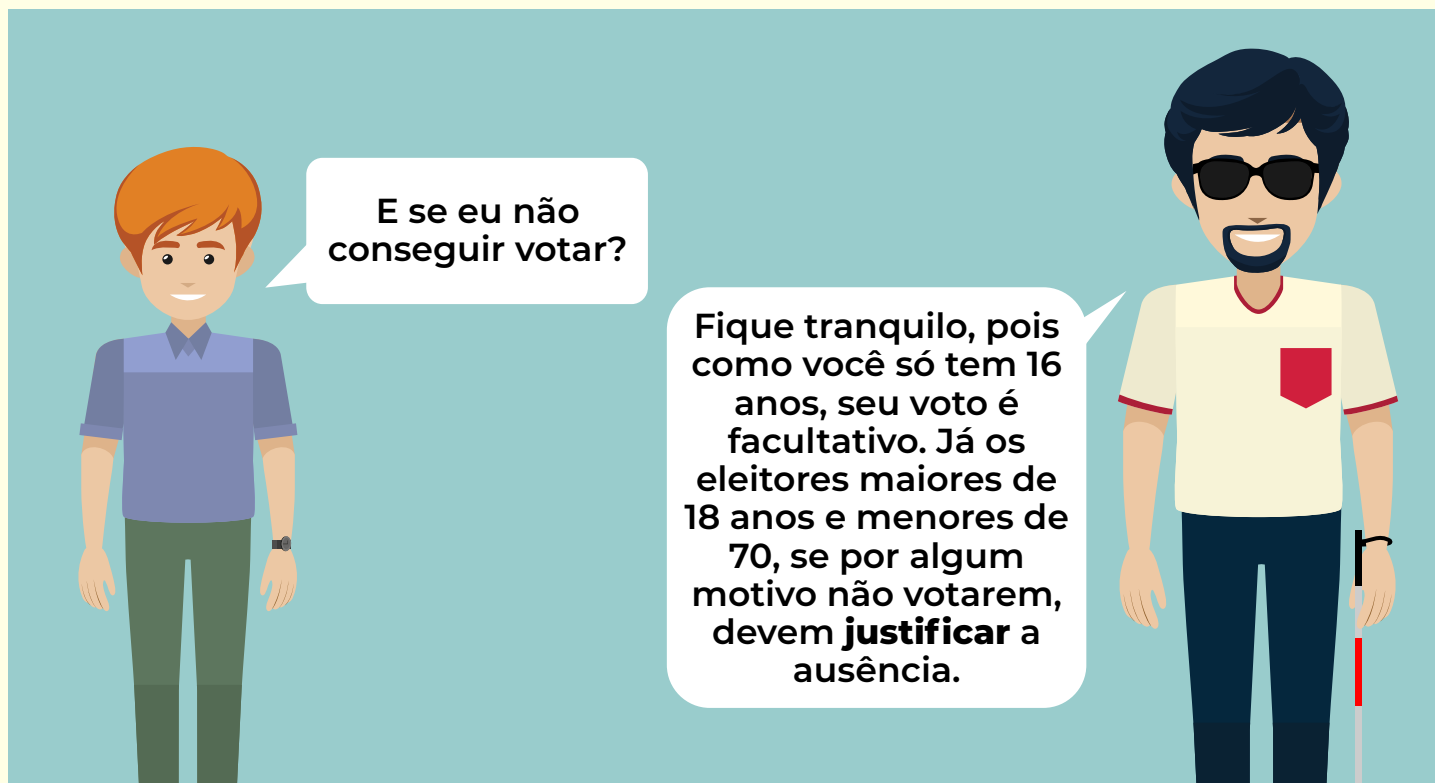 E se eu não
conseguir votar?
Fique tranquilo, pois
como você só tem 16
anos, seu voto é
facultativo. Já os
eleitores maiores de
18 anos e menores de
70, se por algum
motivo não votarem,
devem justificar a
ausência.